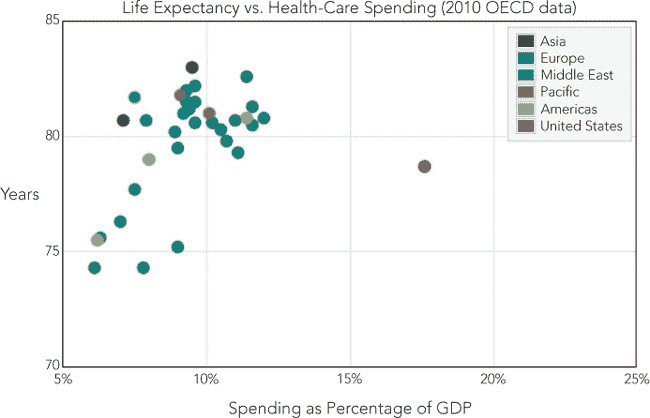 Life Expectancy vs. Health-Care Spending (2010 OECD data)
85
Asia
Europe
Middle East
Pacific
Americas
United States
80
Years
75
70
5%
10%
15%
20%
25%
Spending as Percentage of GDP